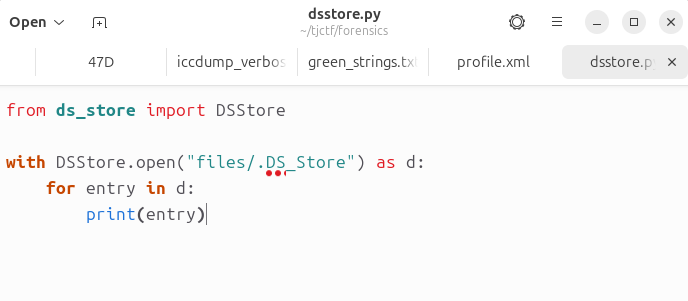 Open
dsstore.py
~/tjctf/forensics
47D
iccdump_verbos
green_strings.txt
profile.xml
dsstore.py
from ds_store import DSStore
with DSStore.open("files/.DS_Store") as d:
    for entry in d:
        print(entry)